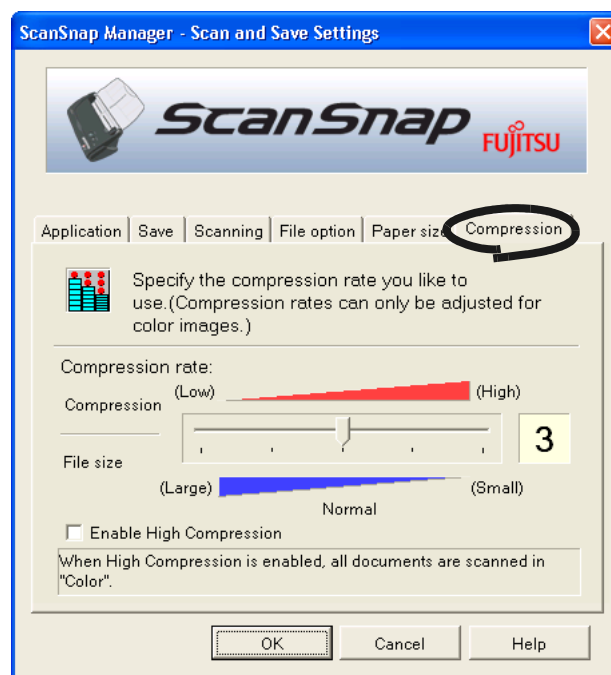 ScanSnap Manager - Scan and Save Settings
ScanSnap
FUJITSU
Application Save Scanning File option Paper size Compression
Specify the compression rate you like to
use.(Compression rates can only be adjusted for
color images.)
Compression rate:
(Low) (High)
Compression
3
File size
(Large) (Small)
Normal
Enable High Compression
When High Compression is enabled, all documents are scanned in
"Color".
OK Cancel Help